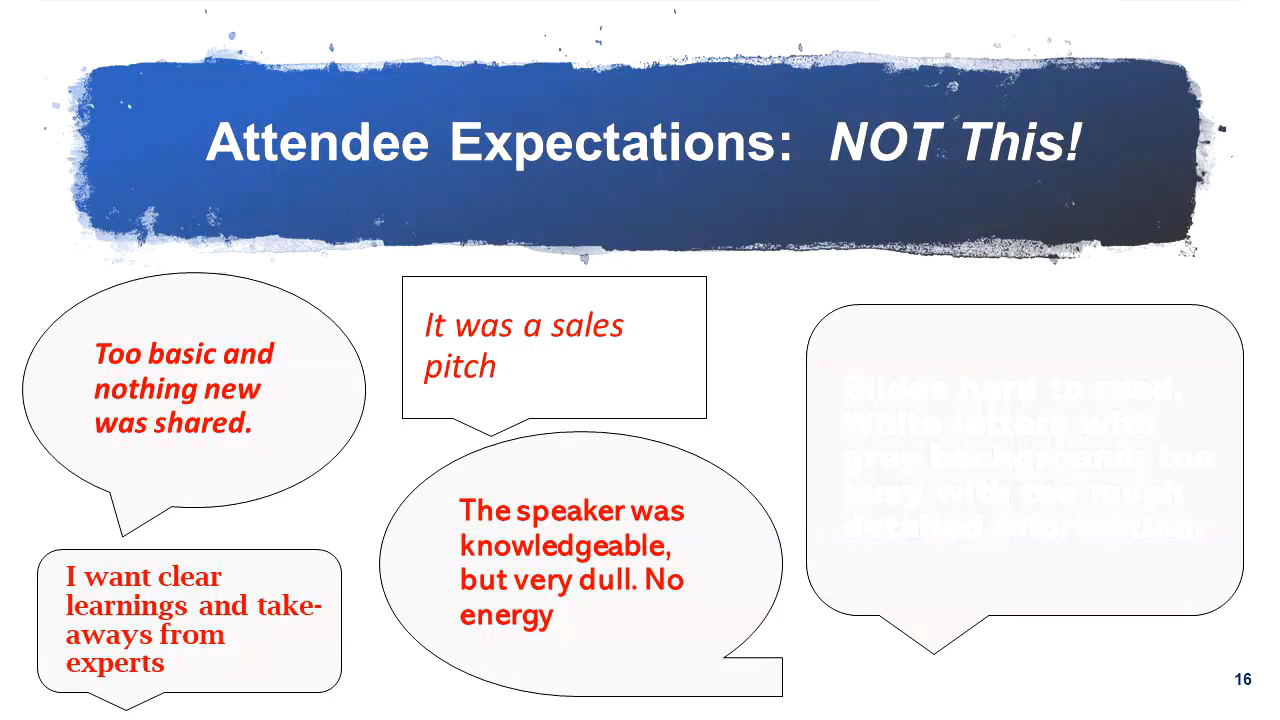 Attendee Expectations: NOT This!
Too basic and
nothing new
was shared.
It was a sales
pitch
Slides hard to read.
White letters with
grey background, too
busy with too much
detailed information.
The speaker was
knowledgeable,
but very dull. No
energy
I want clear
learnings and take-
aways from
experts
16